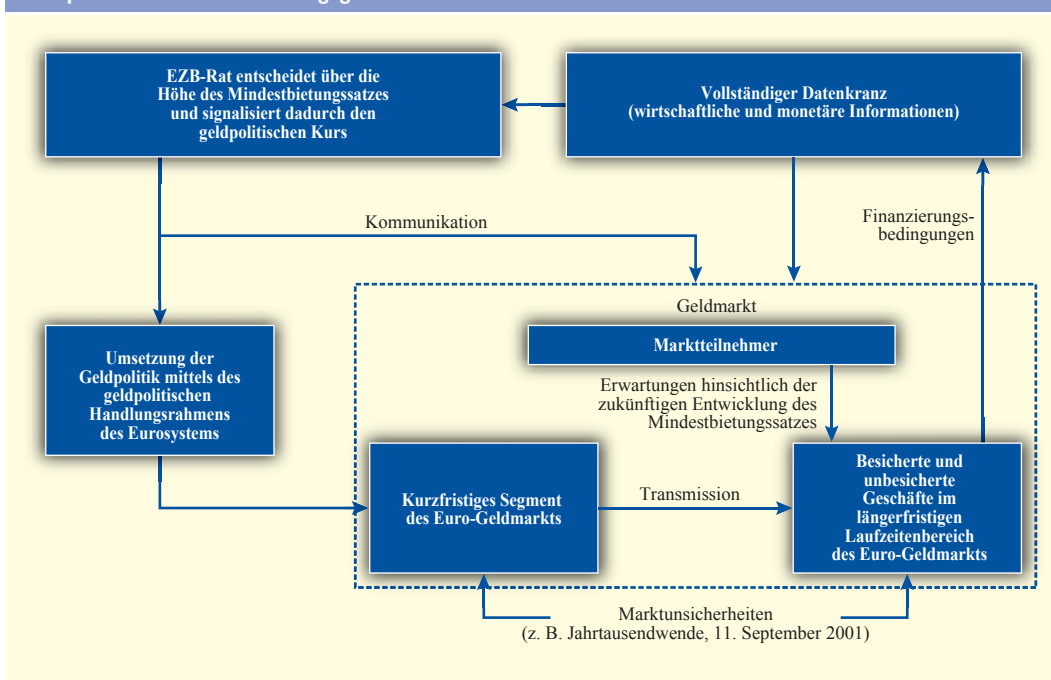 EZB-Rat entscheidet über die
Höhe des Mindestbietungssatzes
und signalisiert dadurch den
geldpolitischen Kurs
Vollständiger Datenkranz
(wirtschaftliche und monetäre Informationen)
Kommunikation
Finanzierungs-
bedingungen
Geldmarkt
Marktteilnehmer
Umsetzung der
Geldpolitik mittels des
geldpolitischen
Handlungsrahmens
des Eurosystems
Erwartungen hinsichtlich der
zukünftigen Entwicklung des
Mindestbietungssatzes
Kurzfristiges Segment
des Euro-Geldmarkts
Transmission
Besicherte und
unbesicherte
Geschäfte im
längerfristigen
Laufzeitenbereich
des Euro-Geldmarkts
Marktunsicherheiten
(z. B. Jahrtausendwende, 11. September 2001)